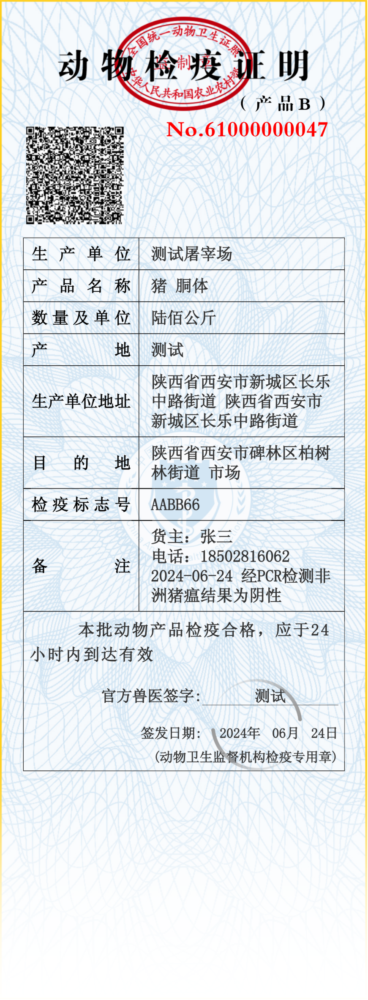 全国统一动物卫生证照
监制章
中华人民共和国农业农村部
动物检疫证明
（产品B）
No.61000000047
生产单位 测试屠宰场
产品名称 猪 胴体
数量及单位 陆佰公斤
产地 测试
生产单位地址 陕西省西安市新城区长乐
中路街道 陕西省西安市
新城区长乐中路街道
目的地 陕西省西安市碑林区柏树
林街道 市场
检疫标志号 AABB66
备注 货主：张三
电话：18502816062
2024-06-24 经PCR检测非
洲猪瘟结果为阴性
本批动物产品检疫合格，应于24
小时内到达有效
官方兽医签字: 测试
签发日期: 2024年 06月 24日
(动物卫生监督机构检疫专用章)